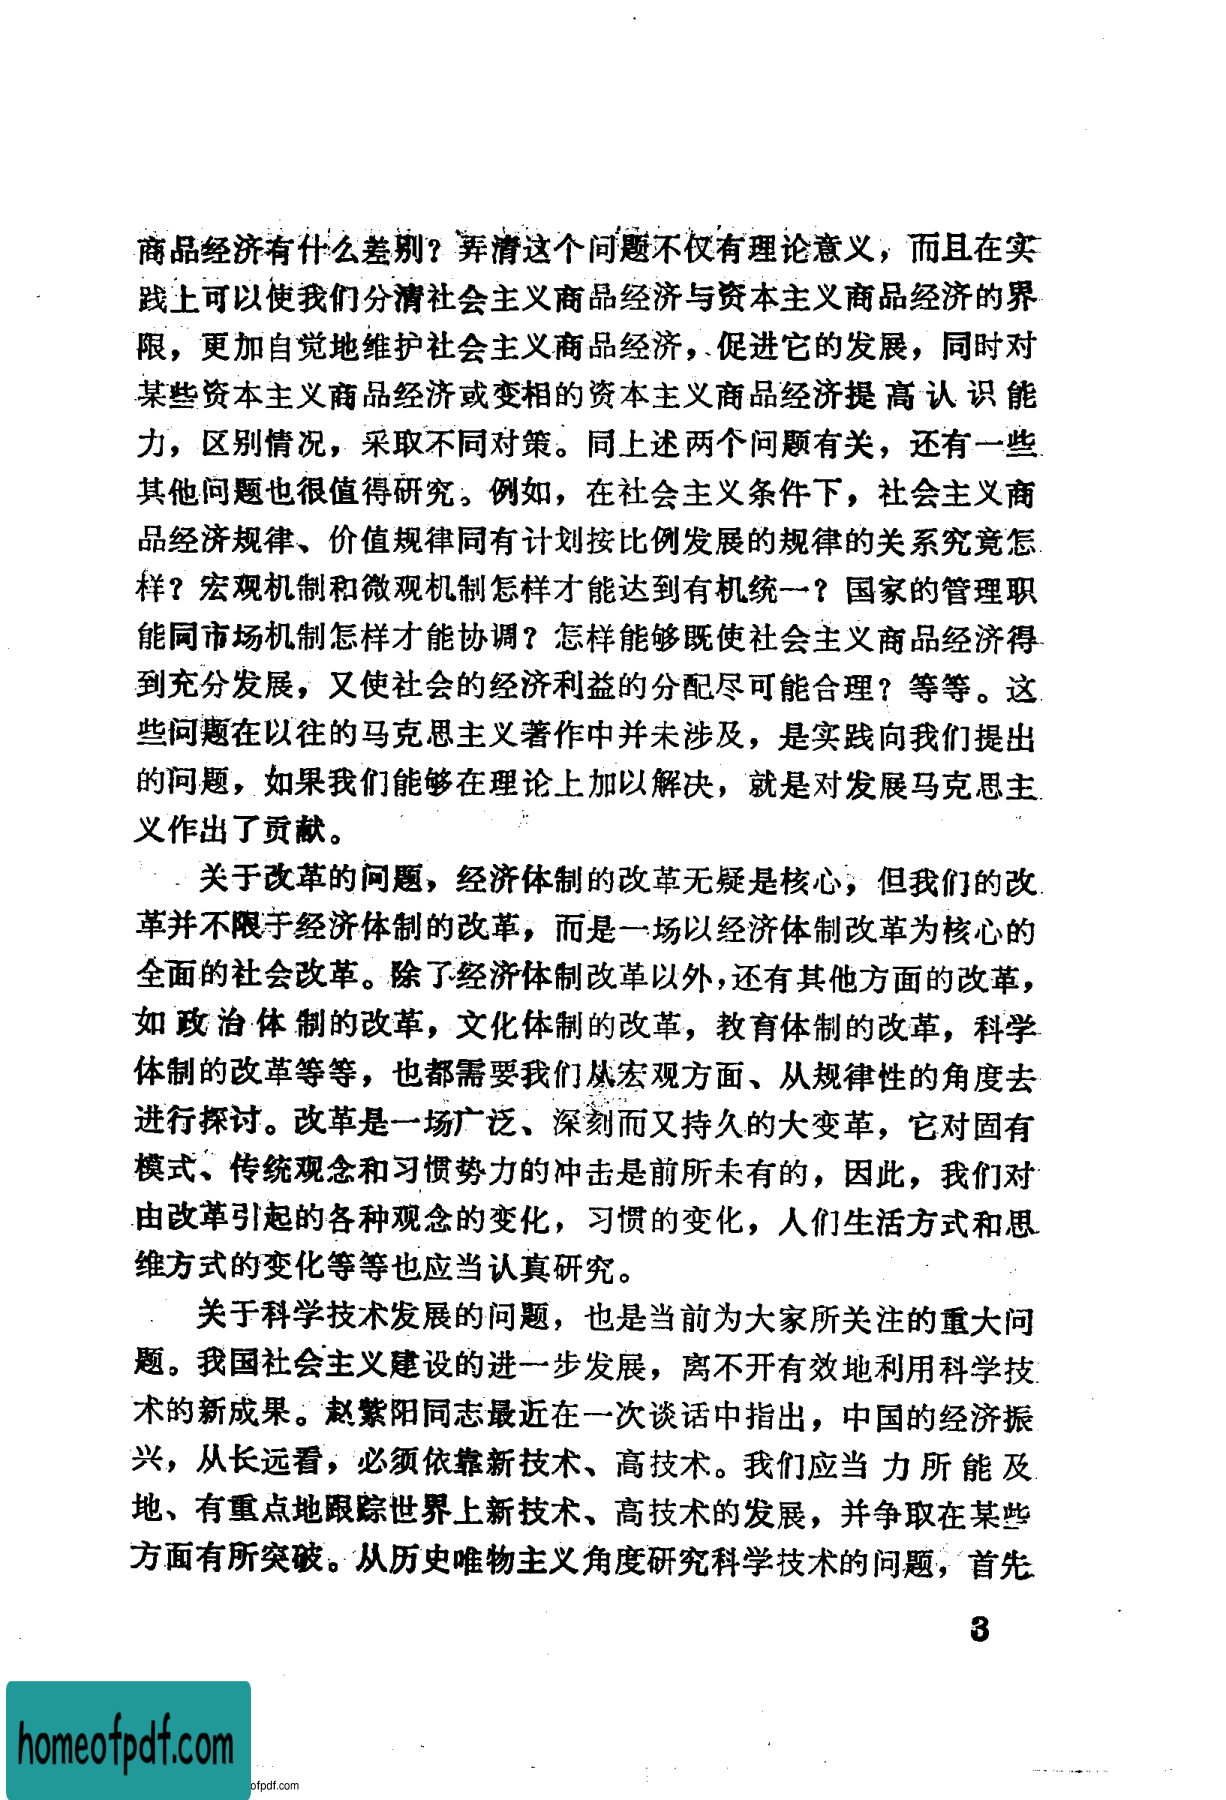 商品经济有什么差别？弄清这个问题不仅有理论意义，而且在实
践上可以使我们分清社会主义商品经济与资本主义商品经济的界
限，更加自觉地维护社会主义商品经济，促进它的发展，同时对
某些资本主义商品经济或变相的资本主义商品经济提高认识能
力，区别情况，采取不同对策。同上述两个问题有关，还有一些
其他问题也很值得研究。例如，在社会主义条件下，社会主义商
品经济规律、价值规律同有计划按比例发展的规律的关系究竟怎
样？宏观机制和微观机制怎样才能达到有机统一？国家的管理职
能同市场机制怎样才能协调？怎样能够既使社会主义商品经济得
到充分发展，又使社会的经济利益的分配尽可能合理？等等。这
些问题在以往的马克思主义著作中并未涉及，是实践向我们提出
的问题，如果我们能够在理论上加以解决，就是对发展马克思主
义作出了贡献。
关于改革的问题，经济体制的改革无疑是核心，但我们的改
革并不限于经济体制的改革，而是一场以经济体制改革为核心的
全面的社会改革。除了经济体制改革以外，还有其他方面的改革，
如政治体制的改革，文化体制的改革，教育体制的改革，科学
体制的改革等等，也都需要我们从宏观方面、从规律性的角度去
进行探讨。改革是一场广泛、深刻而又持久的大变革，它对固有
模式、传统观念和习惯势力的冲击是前所未有的，因此，我们对
由改革引起的各种观念的变化，习惯的变化，人们生活方式和思
维方式的变化等等也应当认真研究。
关于科学技术发展的问题，也是当前为大家所关注的重大问
题。我国社会主义建设的进一步发展，离不开有效地利用科学技
术的新成果。赵紫阳同志最近在一次谈话中指出，中国的经济振
兴，从长远看，必须依靠新技术、高技术。我们应当力所能及
地、有重点地跟踪世界上新技术、高技术的发展，并争取在某些
方面有所突破。从历史唯物主义角度研究科学技术的问题，首先
3
homeofpdf.com
ofpdf.com